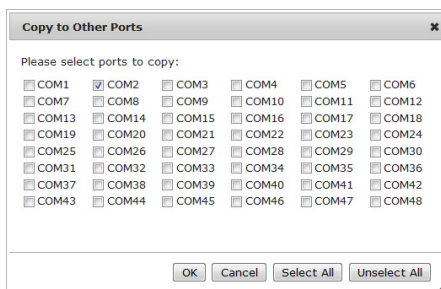 Copy to Other Ports
Please select ports to copy:
COM1 COM2 COM3 COM4 COM5 COM6
COM7 COM8 COM9 COM10 COM11 COM12
COM13 COM14 COM15 COM16 COM17 COM18
COM19 COM20 COM21 COM22 COM23 COM24
COM25 COM26 COM27 COM28 COM29 COM30
COM31 COM32 COM33 COM34 COM35 COM36
COM37 COM38 COM39 COM40 COM41 COM42
COM43 COM44 COM45 COM46 COM47 COM48
OK Cancel Select All Unselect All